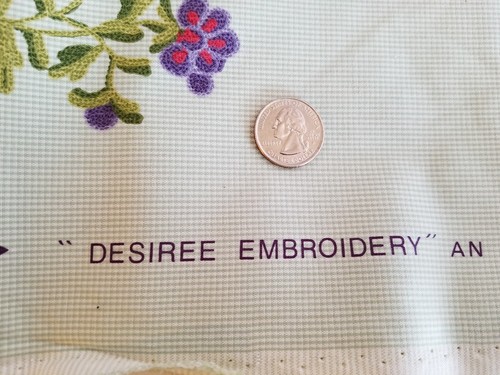 “ DESIREE EMBROIDERY” AN